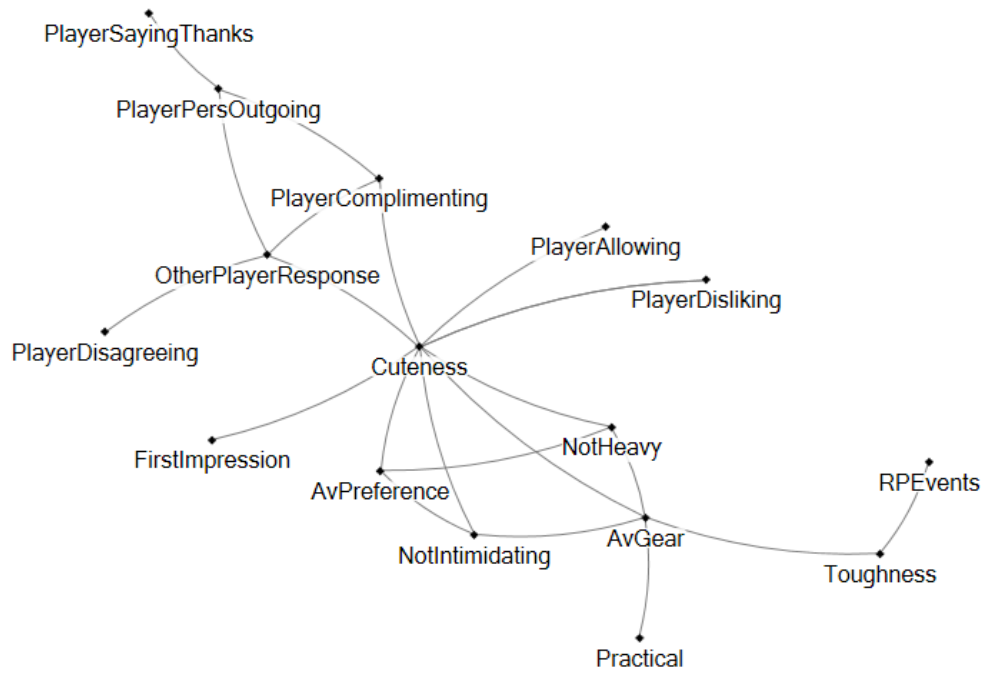 PlayerSayingThanks
PlayerPersOutgoing
PlayerComplimenting
PlayerAllowing
OtherPlayerResponse
PlayerDisliking
PlayerDisagreeing
Cuteness
NotHeavy
FirstImpression
RPEvents
AvPreference
AvGear
NotIntimidating
Toughness
Practical